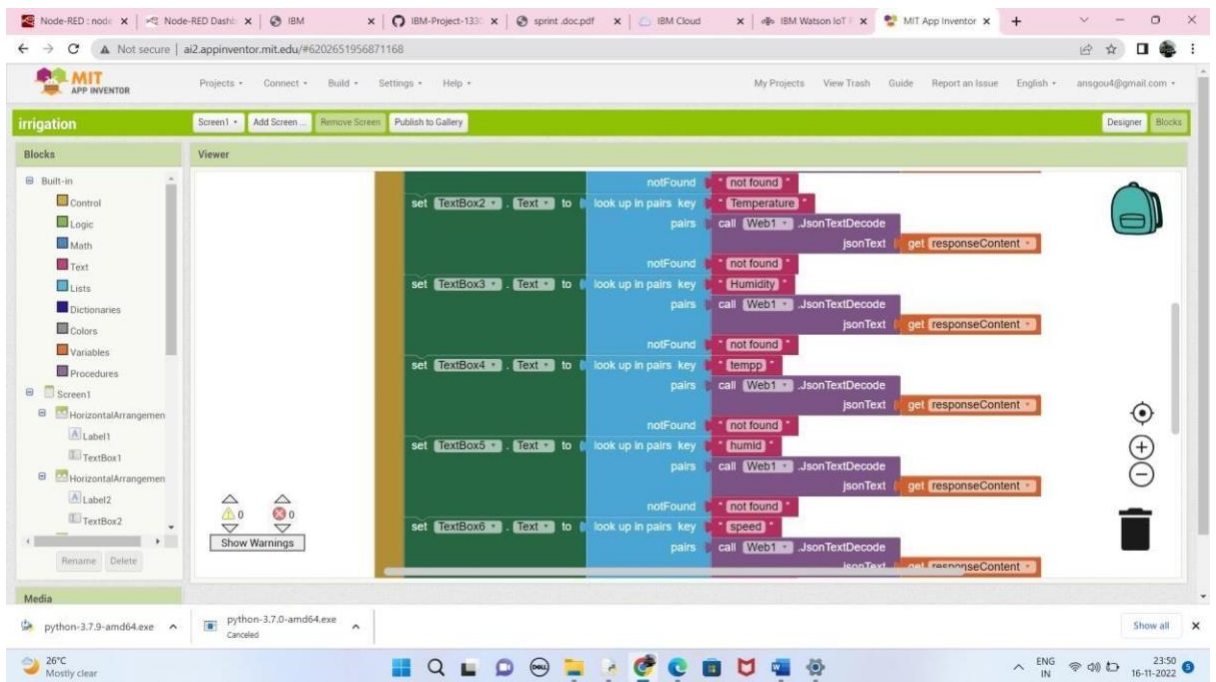 Node-RED : node
Node-RED Dashb
IBM
IBM-Project-133
sprint .doc.pdf
IBM Cloud
IBM Watson IoT
MIT App Inventor
Not secure | ai2.appinventor.mit.edu/#6202651956871168
MIT
APP INVENTOR
Projects
Connect
Build
Settings
Help
My Projects
View Trash
Guide
Report an Issue
English
ansgou4@gmail.com
irrigation
Screen1
Add Screen ...
Remove Screen
Publish to Gallery
Designer
Blocks
Blocks
Viewer
Built-in
Control
Logic
Math
Text
Lists
Dictionaries
Colors
Variables
Procedures
Screen1
HorizontalArrangemen
Label1
TextBox1
HorizontalArrangemen
Label2
TextBox2
Rename
Delete
Media
notFound " not found "
set TextBox2 . Text to look up in pairs key " Temperature "
pairs call Web1 .JsonTextDecode
jsonText get responseContent
notFound " not found "
set TextBox3 . Text to look up in pairs key " Humidity "
pairs call Web1 .JsonTextDecode
jsonText get responseContent
notFound " not found "
set TextBox4 . Text to look up in pairs key " tempp "
pairs call Web1 .JsonTextDecode
jsonText get responseContent
notFound " not found "
set TextBox5 . Text to look up in pairs key " humid "
pairs call Web1 .JsonTextDecode
jsonText get responseContent
notFound " not found "
set TextBox6 . Text to look up in pairs key " speed "
pairs call Web1 .JsonTextDecode
jsonText get responseContent
0
0
Show Warnings
python-3.7.9-amd64.exe
python-3.7.0-amd64.exe
Canceled
Show all
26°C
Mostly clear
DELL
ENG
IN
23:50
16-11-2022
5